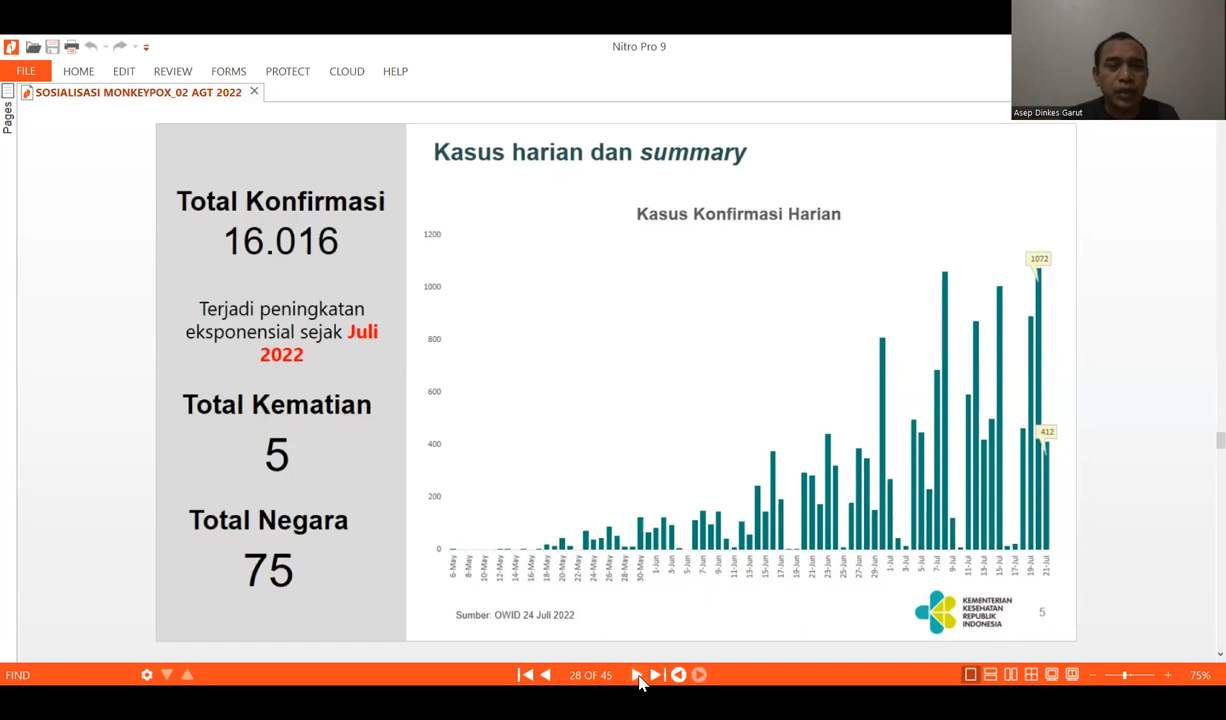 Nitro Pro 9
FILE
HOME
EDIT
REVIEW
FORMS
PROTECT
CLOUD
HELP
SOSIALISASI MONKEYPOX_02 AGT 2022
Asep Dinkes Garut
Pages
Kasus harian dan summary
Total Konfirmasi
16.016
Terjadi peningkatan
eksponensial sejak Juli
2022
Total Kematian
5
Total Negara
75
Kasus Konfirmasi Harian
1200
1000
800
600
400
200
0
1072
412
6-May
8-May
10-May
12-May
14-May
16-May
18-May
20-May
22-May
24-May
26-May
28-May
30-May
1-Jun
3-Jun
5-Jun
7-Jun
9-Jun
11-Jun
13-Jun
15-Jun
17-Jun
19-Jun
21-Jun
23-Jun
25-Jun
27-Jun
29-Jun
1-Jul
3-Jul
5-Jul
7-Jul
9-Jul
11-Jul
13-Jul
15-Jul
17-Jul
19-Jul
21-Jul
Sumber: OWID 24 Juli 2022
KEMENTERIAN
KESEHATAN
REPUBLIK
INDONESIA
5
FIND
28 OF 45
75%